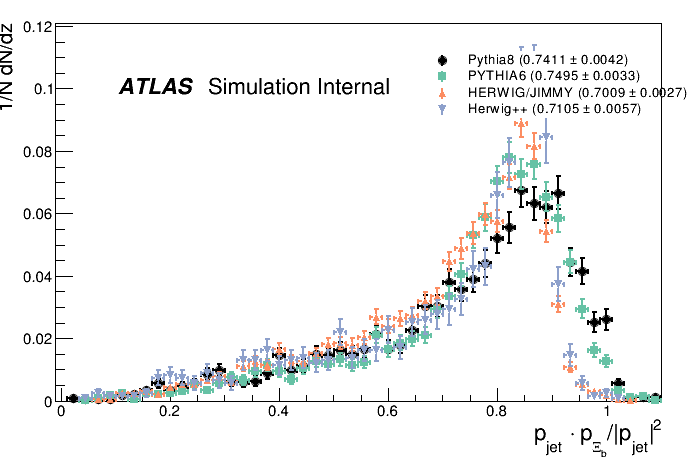 1/N dN/dz
0.12
0.1
0.08
0.06
0.04
0.02
0
ATLAS Simulation Internal
Pythia8 (0.7411 ± 0.0042)
PYTHIA6 (0.7495 ± 0.0033)
HERWIG/JIMMY (0.7009 ± 0.0027)
Herwig++ (0.7105 ± 0.0057)
0 0.2 0.4 0.6 0.8 1
p_jet · p_Ξ_b/|p_jet|²